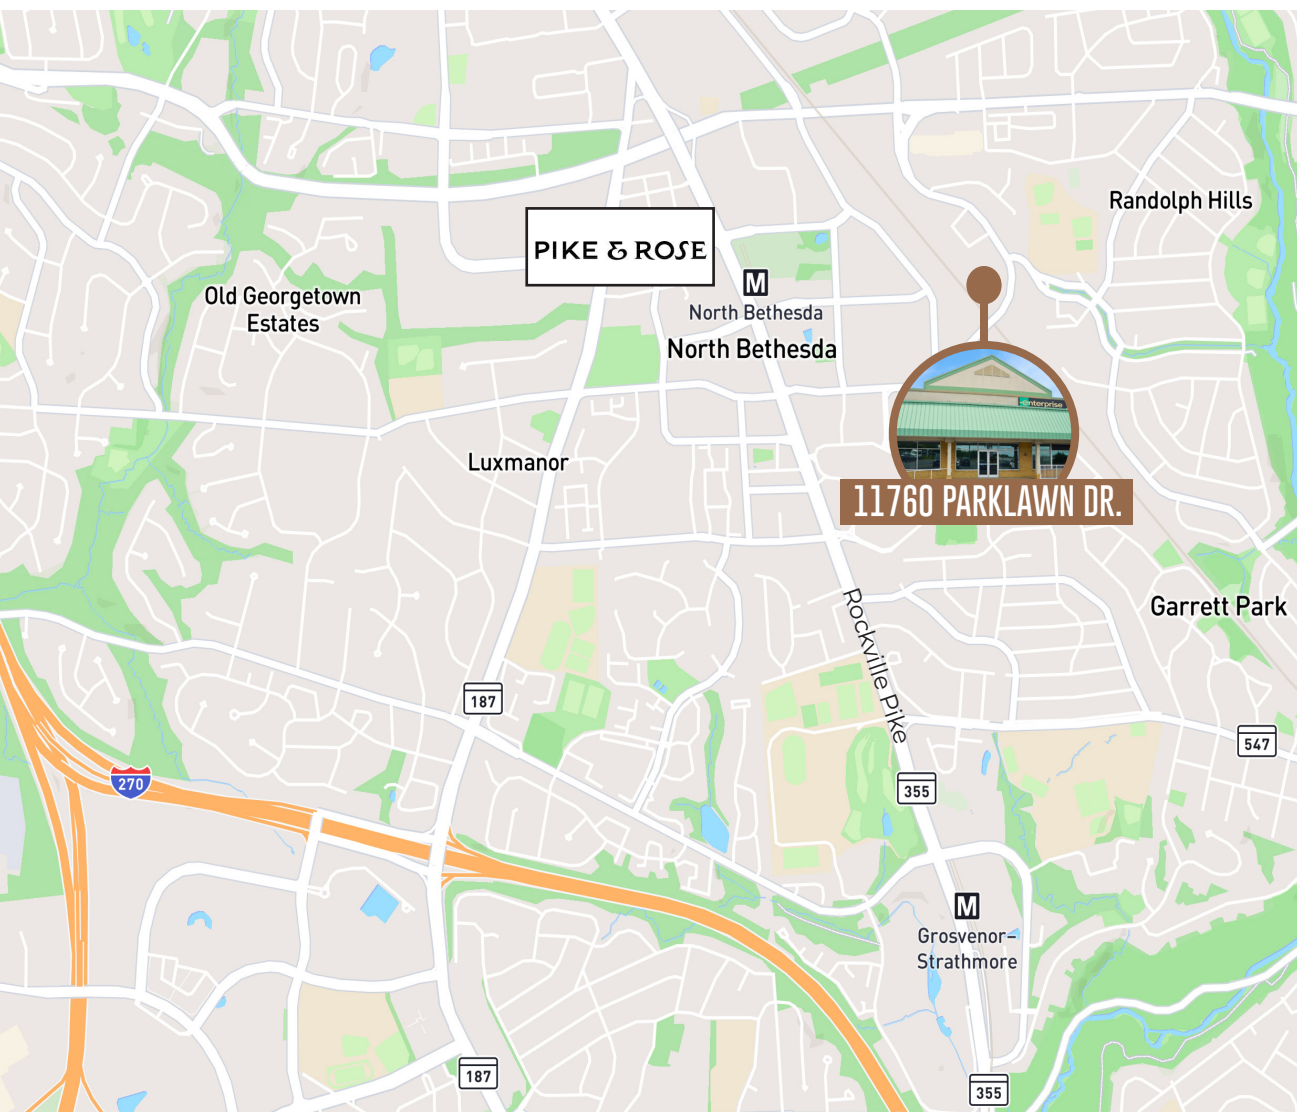 Randolph Hills
PIKE & ROSE
M
North Bethesda
Old Georgetown
Estates
North Bethesda
enterprise
Luxmanor
11760 PARKLAWN DR.
Garrett Park
Rockville Pike
187
547
270
355
M
Grosvenor–
Strathmore
187
355